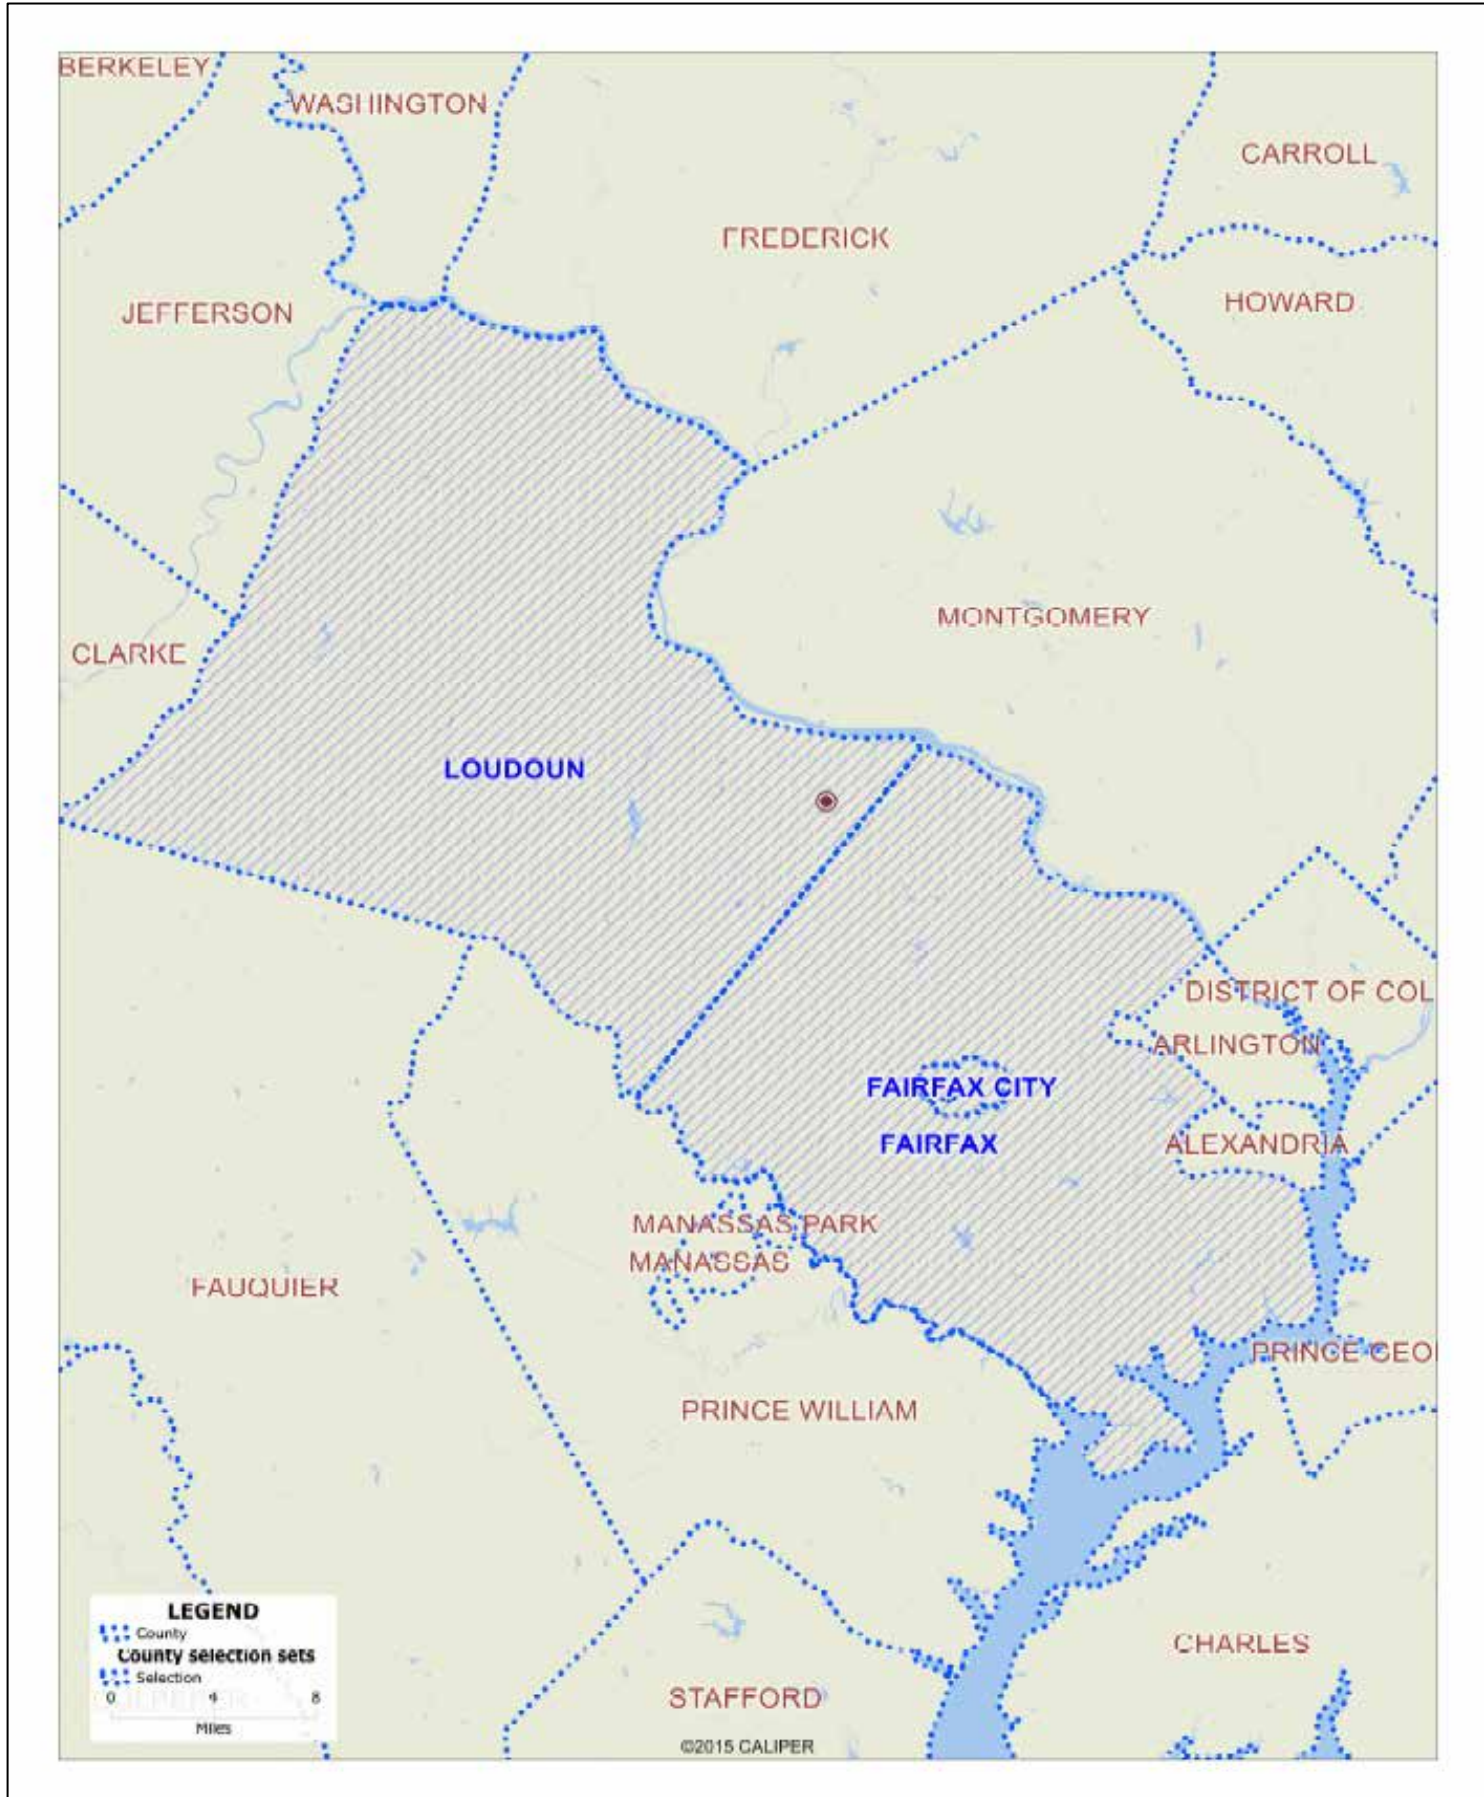 BERKELEY
WASHINGTON
CARROLL
FREDERICK
HOWARD
JEFFERSON
MONTGOMERY
CLARKE
LOUDOUN
DISTRICT OF COL
ARLINGTON
FAIRFAX CITY
FAIRFAX
ALEXANDRIA
MANASSAS PARK
MANASSAS
FAUQUIER
PRINCE GEO
PRINCE WILLIAM
CHARLES
STAFFORD
LEGEND
County
County selection sets
Selection
0 4 8
Miles
©2015 CALIPER